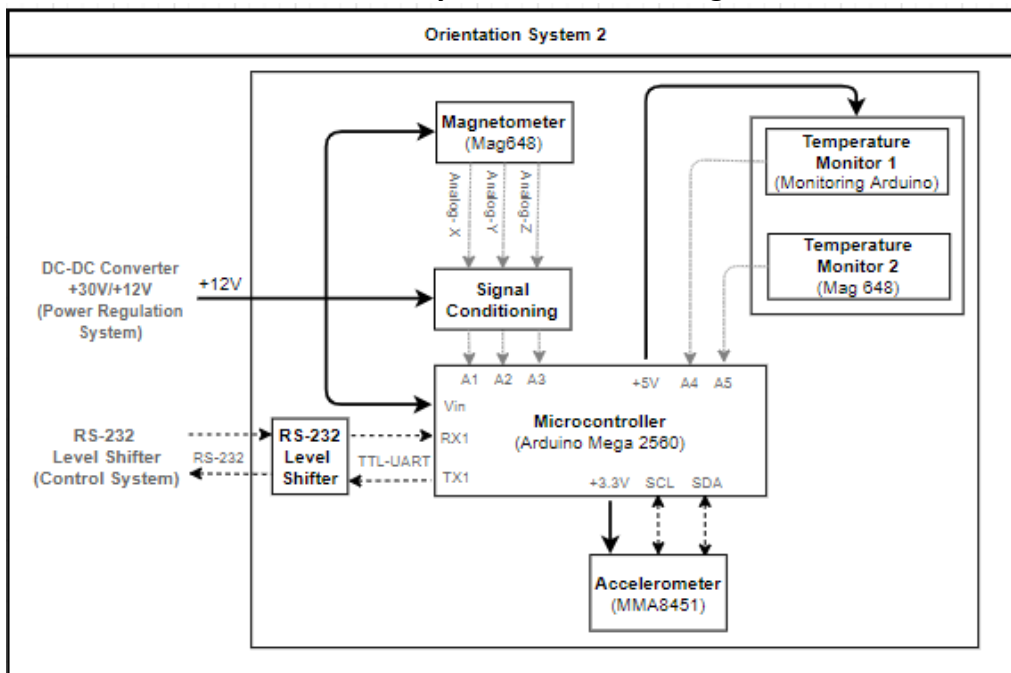 Orientation System 2
Magnetometer
(Mag648)
Analog-X
Analog-Y
Analog-Z
Temperature
Monitor 1
(Monitoring Arduino)
Temperature
Monitor 2
(Mag 648)
DC-DC Converter
+30V/+12V
(Power Regulation
System)
+12V
Signal
Conditioning
A1 A2 A3 +5V A4 A5
Vin
Microcontroller
(Arduino Mega 2560)
RX1
TX1
+3.3V SCL SDA
RS-232
Level Shifter
(Control System)
RS-232
RS-232
Level
Shifter
TTL-UART
Accelerometer
(MMA8451)